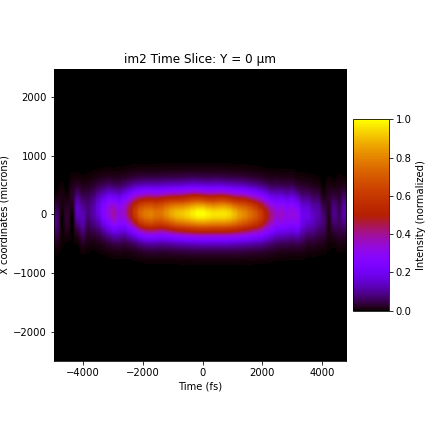 im2 Time Slice: Y = 0 μm
X coordinates (microns)
2000
1000
0
−1000
−2000
−4000 −2000 0 2000 4000
Time (fs)
1.0
0.8
0.6
0.4
0.2
0.0
Intensity (normalized)